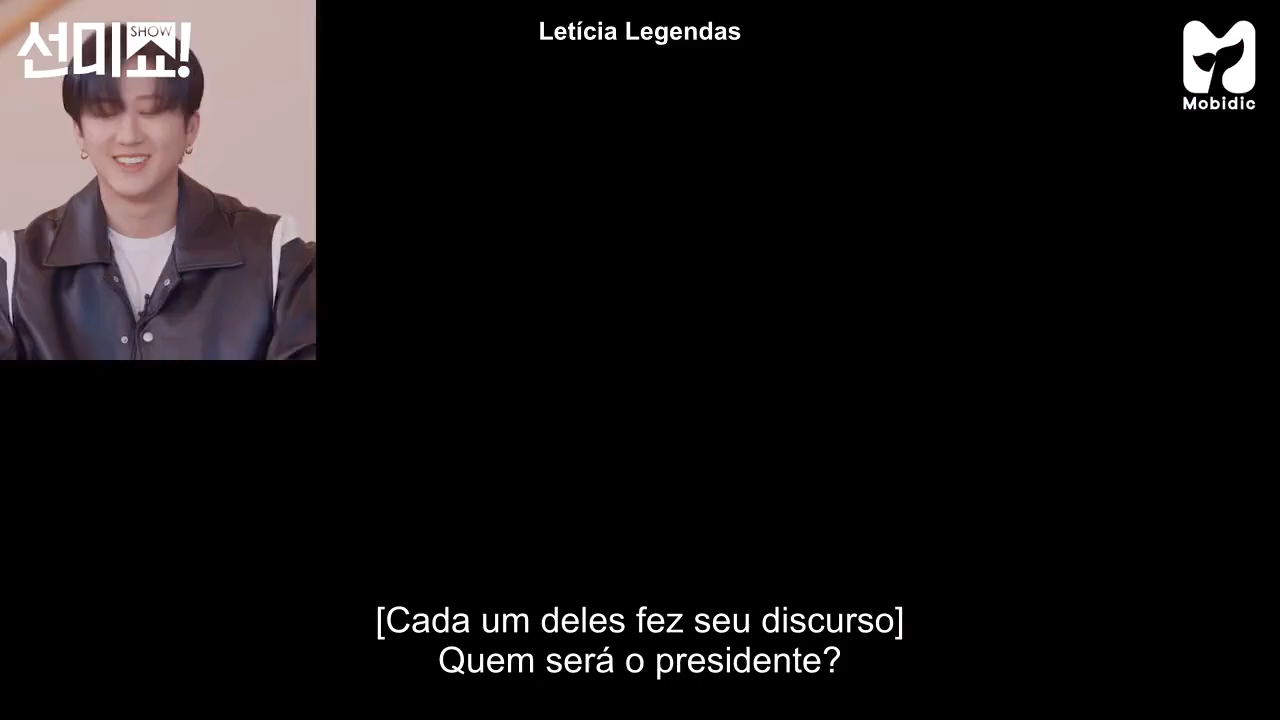 Letícia Legendas
선미쇼!
SHOW
Mobidic
[Cada um deles fez seu discurso]
Quem será o presidente?